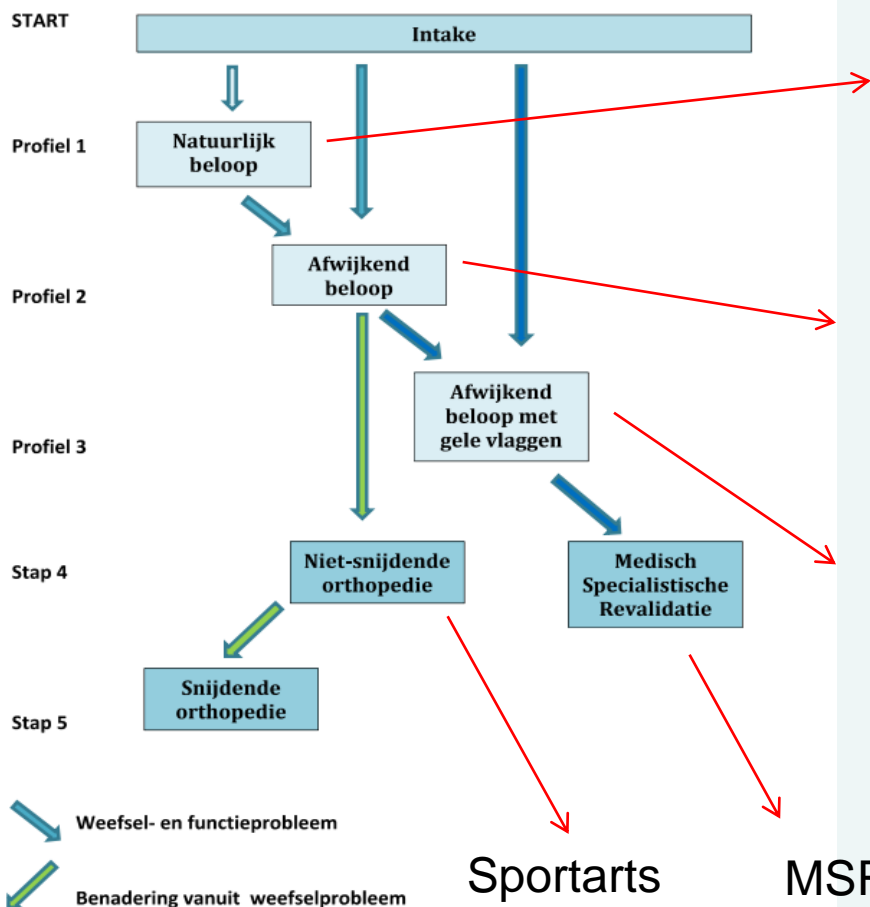 START
Intake
Profiel 1
Natuurlijk
beloop
Profiel 2
Afwijkend
beloop
Profiel 3
Afwijkend
beloop met
gele vlaggen
Stap 4
Niet-snijdende
orthopedie
Medisch
Specialistische
Revalidatie
Stap 5
Snijdende
orthopedie
Weefsel- en functieprobleem
Benadering vanuit weefselprobleem
Sportarts